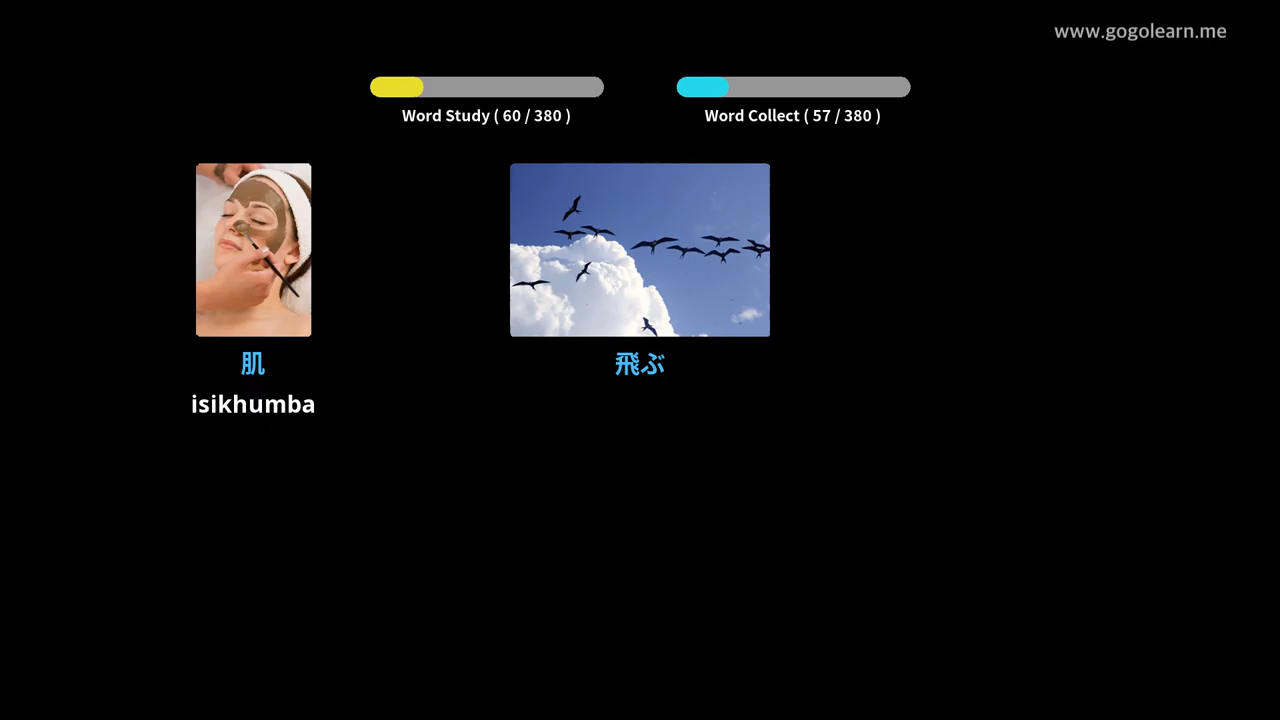 www.gogolearn.me
Word Study ( 60 / 380 )
Word Collect ( 57 / 380 )
肌
飛ぶ
isikhumba